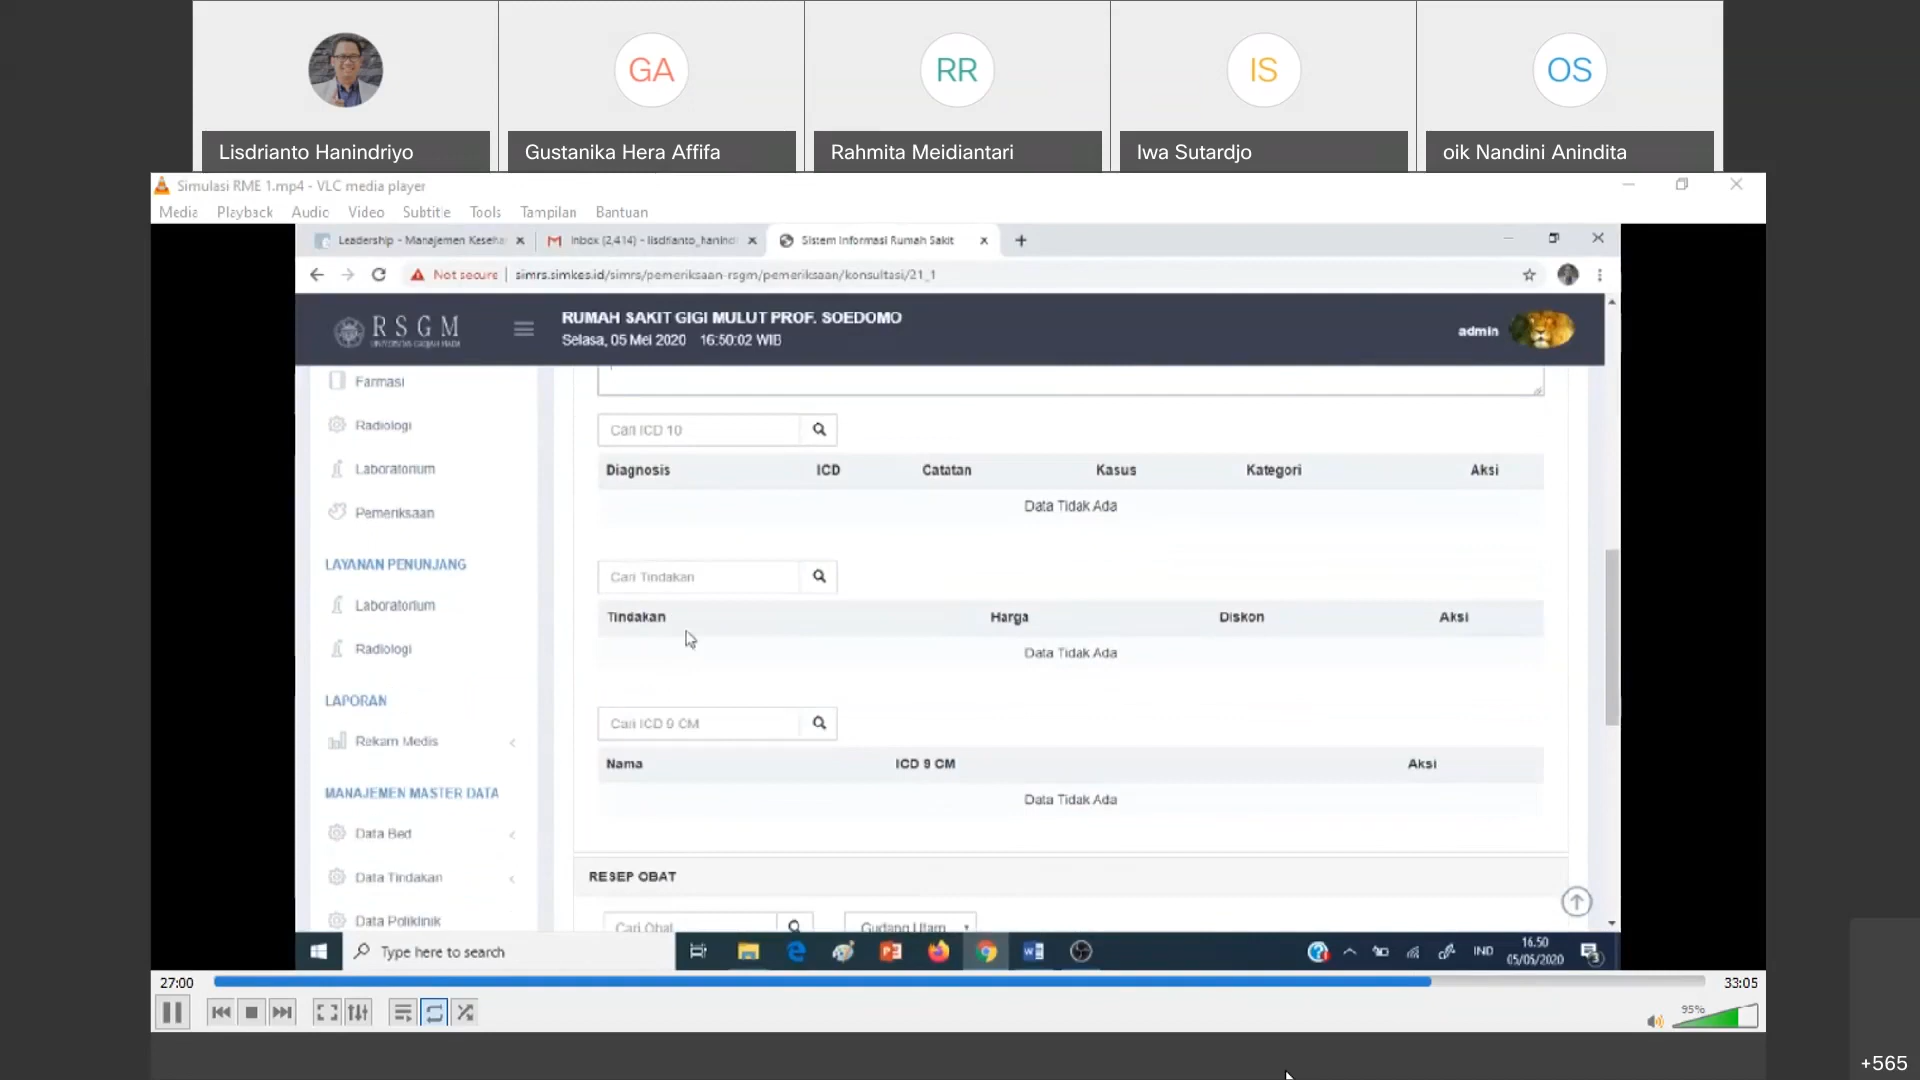 GA
RR
IS
OS
Lisdrianto Hanindriyo
Gustanika Hera Affifa
Rahmita Meidiantari
Iwa Sutardjo
oik Nandini Anindita
Simulasi RME 1.mp4 - VLC media player
Media Playback Audio Video Subtitle Tools Tampilan Bantuan
Leadership - Manajemen Keseha
Inbox (2,414) - lisdrianto_hanind
Sistem Informasi Rumah Sakit
Not secure
simrs.simkes.id/simrs/pemeriksaan-rsgm/pemeriksaan/konsultasi/21_1
RSGM
UNIVERSITAS GADJAH MADA
RUMAH SAKIT GIGI MULUT PROF. SOEDOMO
Selasa, 05 Mei 2020 16:50:02 WIB
admin
Farmasi
Radiologi
Laboratorium
Pemeriksaan
LAYANAN PENUNJANG
Laboratorium
Radiologi
LAPORAN
Rekam Medis
MANAJEMEN MASTER DATA
Data Bed
Data Tindakan
Data Poliklinik
Cari ICD 10
Diagnosis ICD Catatan Kasus Kategori Aksi
Data Tidak Ada
Cari Tindakan
Tindakan Harga Diskon Aksi
Data Tidak Ada
Cari ICD 9 CM
Nama ICD 9 CM Aksi
Data Tidak Ada
RESEP OBAT
Cari Obat
Gudang Utam
Type here to search
IND
16.50
05/05/2020
3
27:00
33:05
95%
+565